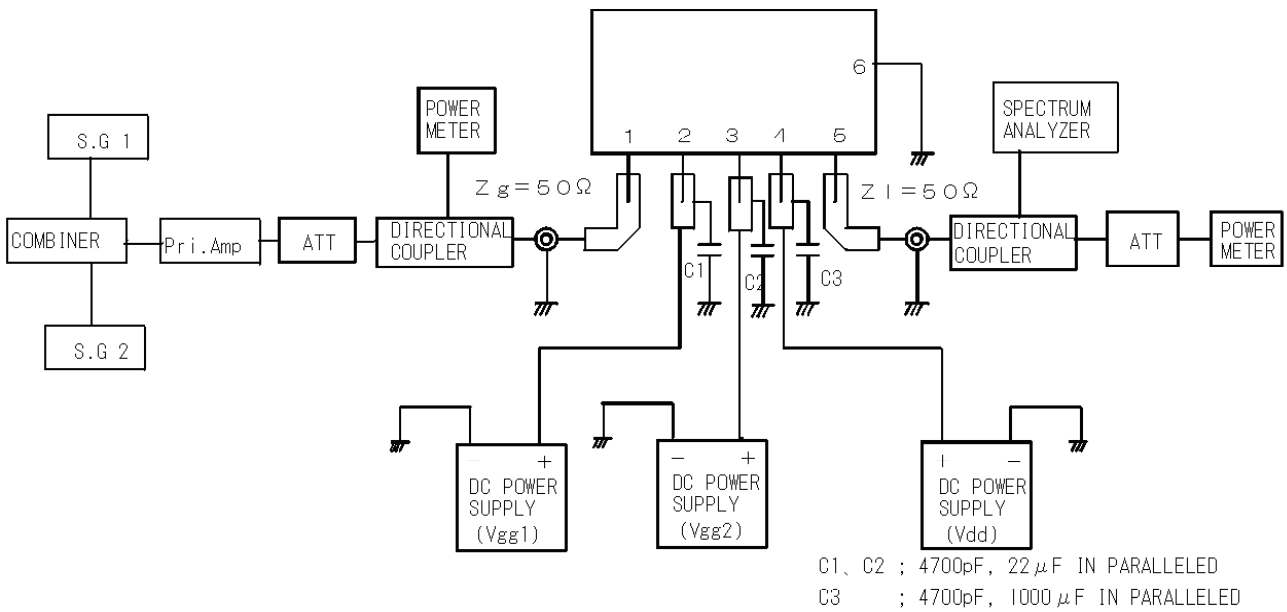 6
POWER
METER
SPECTRUM
ANALYZER
S.G 1
1 2 3 4 5
Zg=50Ω
Zl=50Ω
COMBINER
Pri.Amp
ATT
DIRECTIONAL
COUPLER
DIRECTIONAL
COUPLER
ATT
POWER
METER
C1
C2
C3
S.G 2
− +
DC POWER
SUPPLY
(Vgg1)
− +
DC POWER
SUPPLY
(Vgg2)
+ −
DC POWER
SUPPLY
(Vdd)
C1、C2 ; 4700pF, 22μF IN PARALLELED
C3 ; 4700pF, 1000μF IN PARALLELED